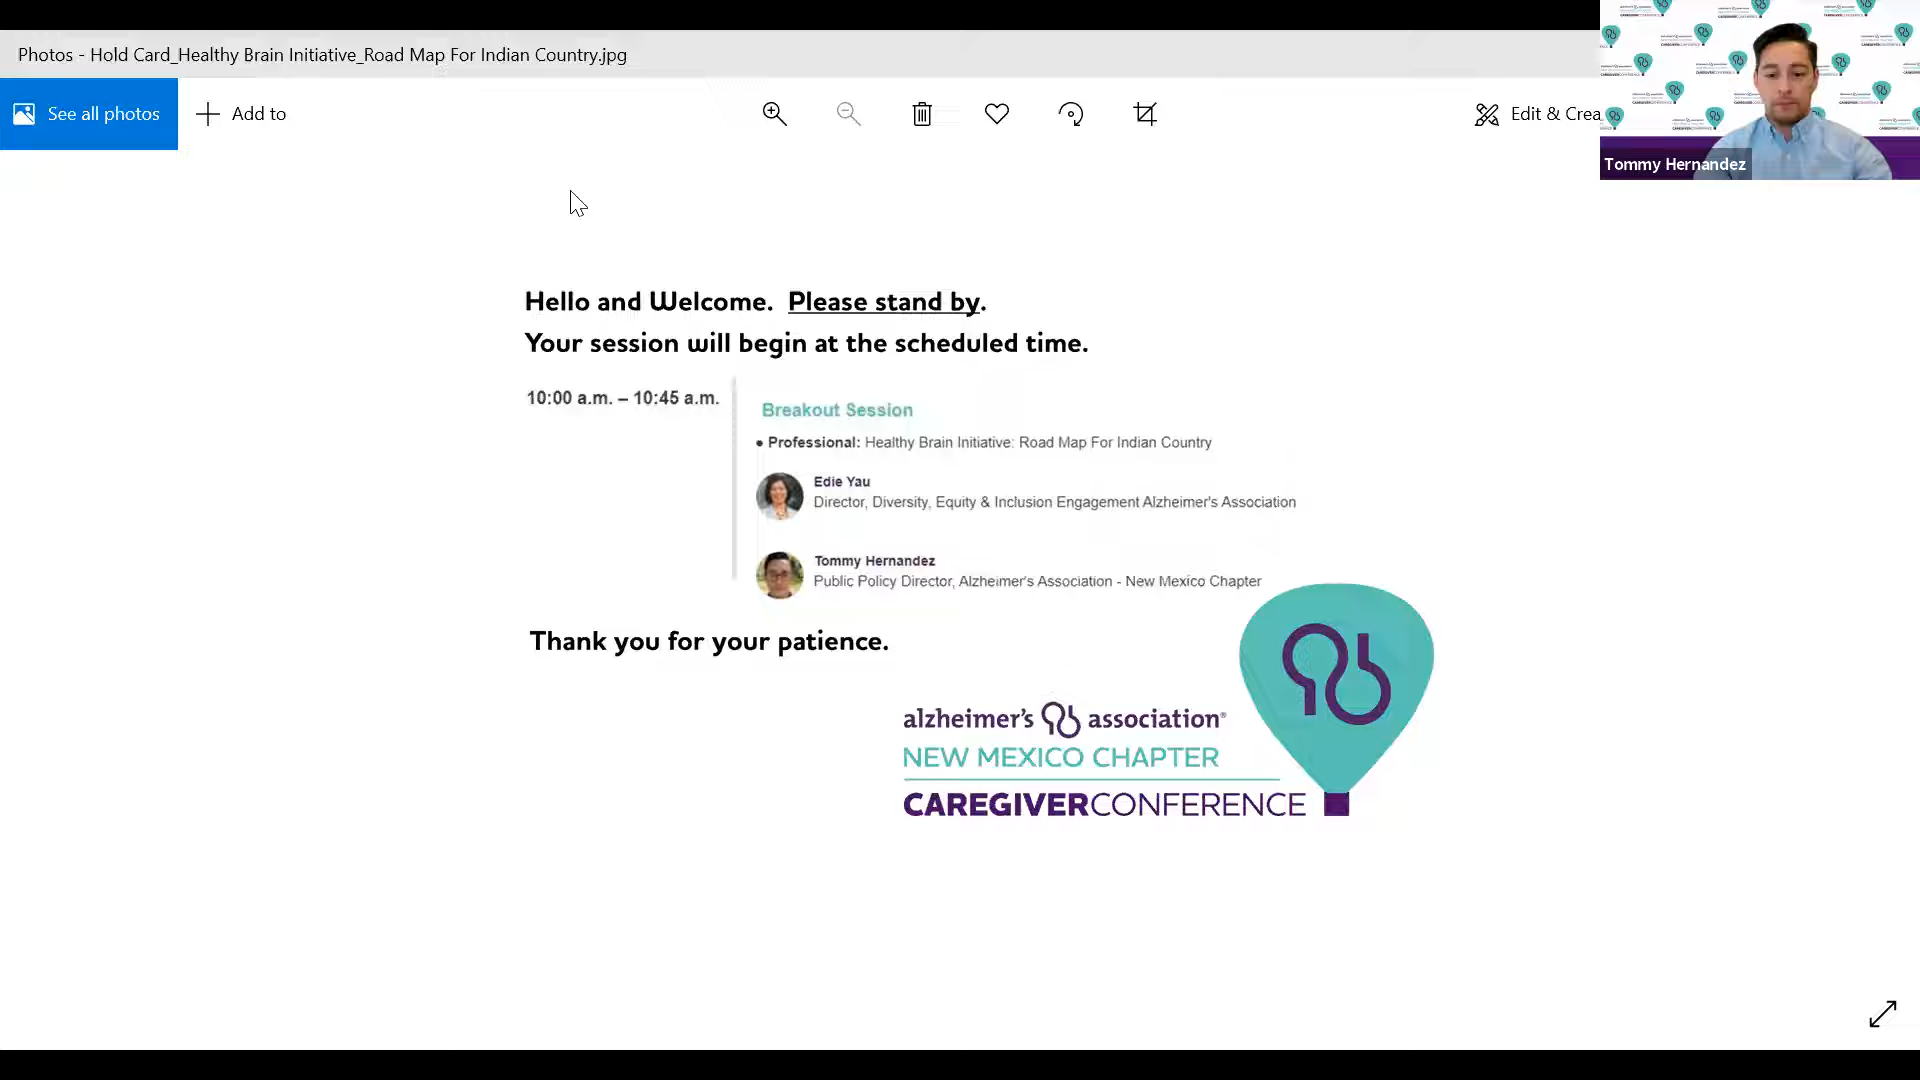 Photos - Hold Card_Healthy Brain Initiative_Road Map For Indian Country.jpg
See all photos
Add to
Edit & Crea
Tommy Hernandez
Hello and Welcome. Please stand by.
Your session will begin at the scheduled time.
10:00 a.m. – 10:45 a.m.
Breakout Session
• Professional: Healthy Brain Initiative: Road Map For Indian Country
Edie Yau
Director, Diversity, Equity & Inclusion Engagement Alzheimer's Association
Tommy Hernandez
Public Policy Director, Alzheimer's Association - New Mexico Chapter
Thank you for your patience.
alzheimer's association®
NEW MEXICO CHAPTER
CAREGIVERCONFERENCE